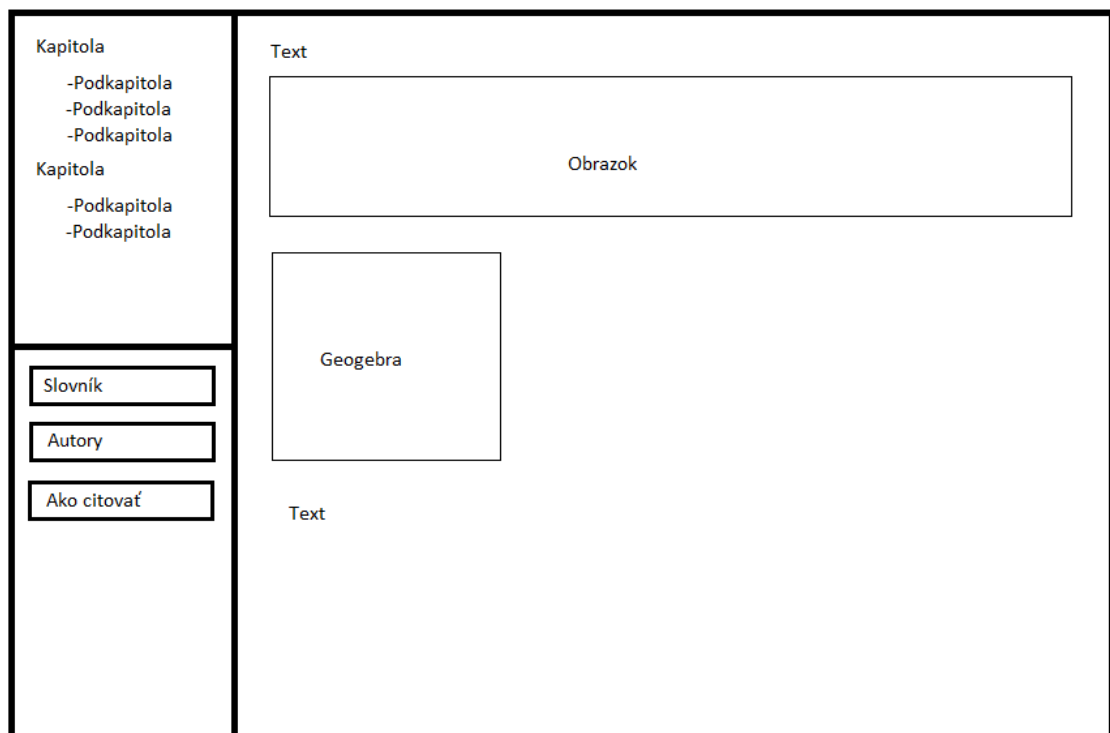 Kapitola
-Podkapitola
-Podkapitola
-Podkapitola
Kapitola
-Podkapitola
-Podkapitola
Slovník
Autory
Ako citovať
Text
Obrazok
Geogebra
Text